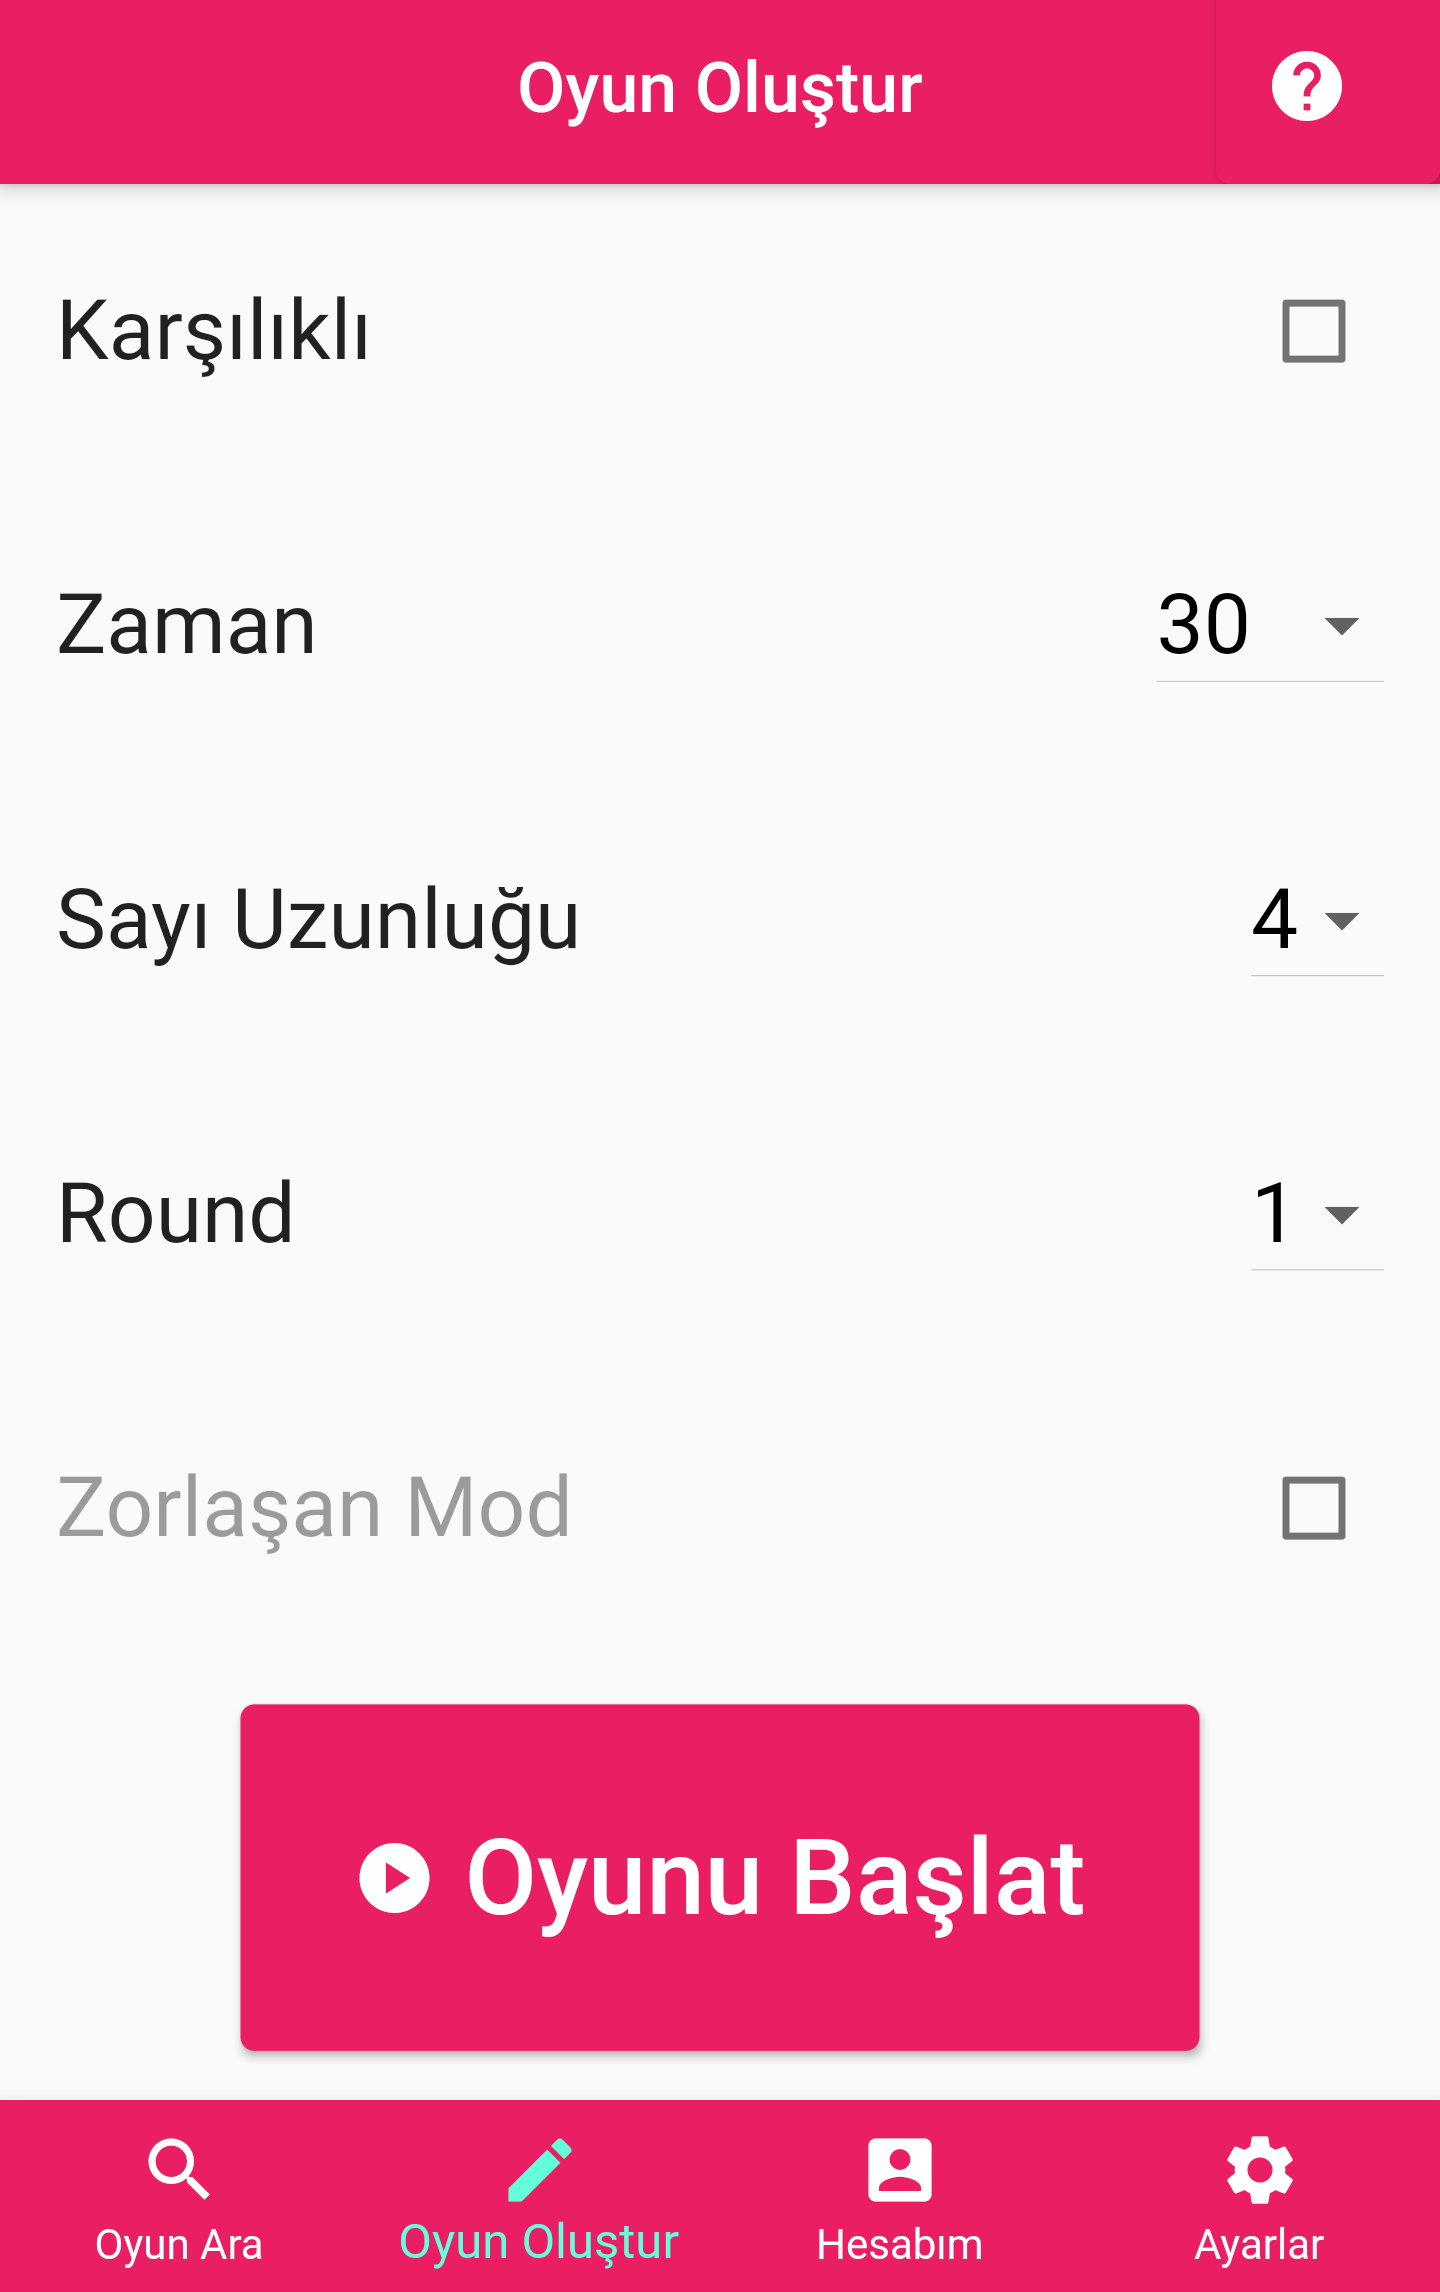 Oyun Oluştur
Karşılıklı
Zaman 30
Sayı Uzunluğu 4
Round 1
Zorlaşan Mod
Oyunu Başlat
Oyun Ara Oyun Oluştur Hesabım Ayarlar